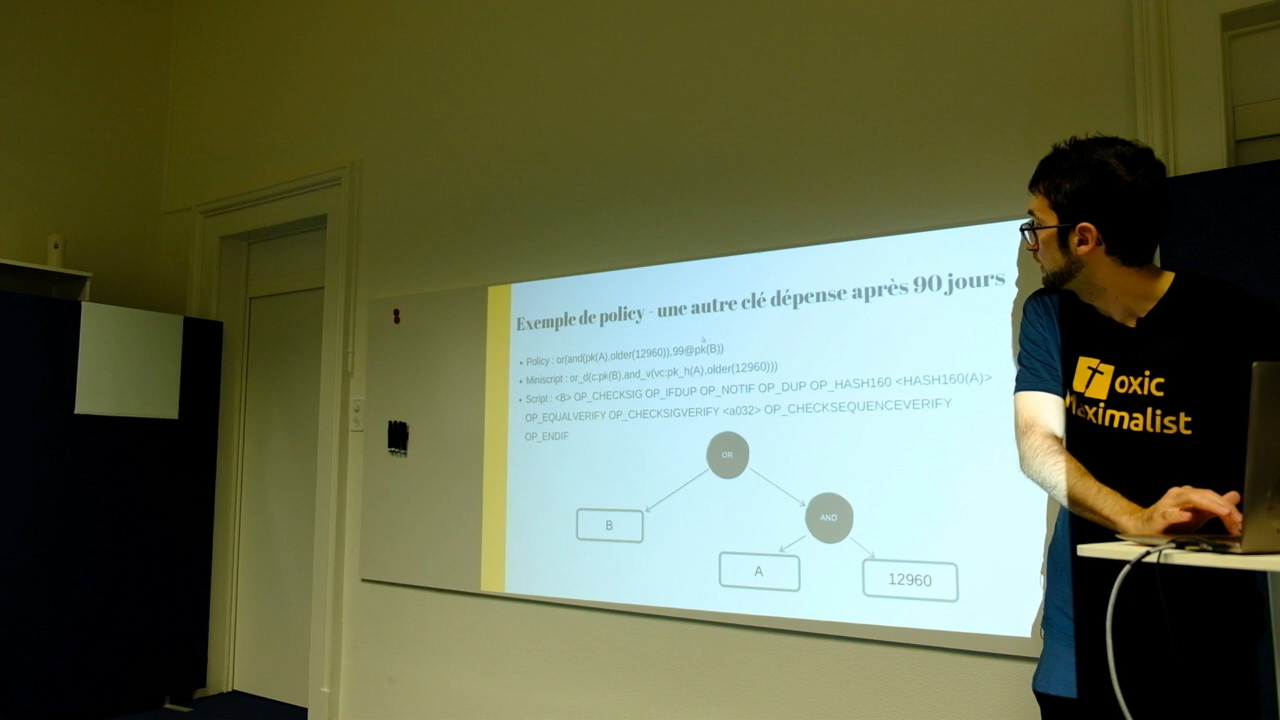 Exemple de policy - une autre clé dépense après 90 jours
• Policy : or(and(pk(A),older(12960)),99@pk(B))
• Miniscript : or_d(c:pk(B),and_v(vc:pk_h(A),older(12960)))
• Script : <B> OP_CHECKSIG OP_IFDUP OP_NOTIF OP_DUP OP_HASH160 <HASH160(A)>
OP_EQUALVERIFY OP_CHECKSIGVERIFY <a032> OP_CHECKSEQUENCEVERIFY
OP_ENDIF
OR
B
AND
A
12960
Toxic
Maximalist